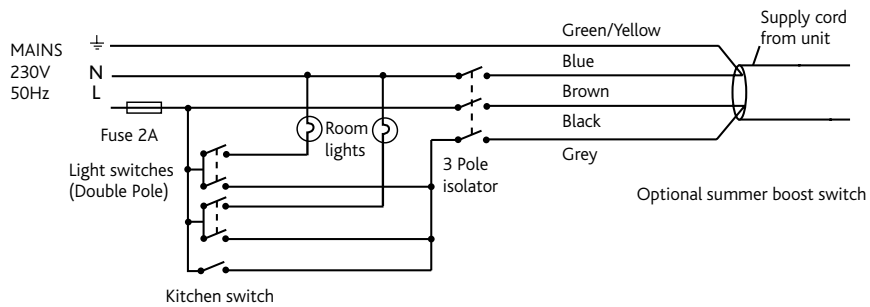 MAINS
230V
50Hz
N
L
Fuse 2A
Light switches
(Double Pole)
Kitchen switch
Room
lights
3 Pole
isolator
Green/Yellow
Blue
Brown
Black
Grey
Supply cord
from unit
Optional summer boost switch